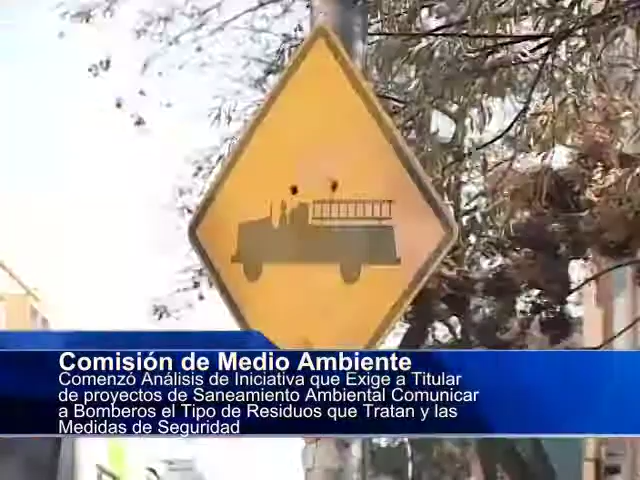 Comisión de Medio Ambiente
Comenzó Análisis de Iniciativa que Exige a Titular
de proyectos de Saneamiento Ambiental Comunicar
a Bomberos el Tipo de Residuos que Tratan y las
Medidas de Seguridad